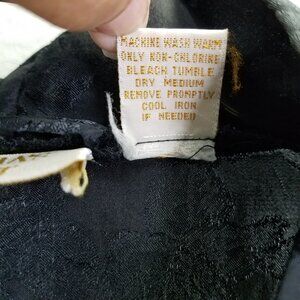 MACHINE WASH WARM
ONLY NON-CHLORINE
BLEACH TUMBLE
DRY MEDIUM
REMOVE PROMPTLY
COOL IRON
IF NEEDED